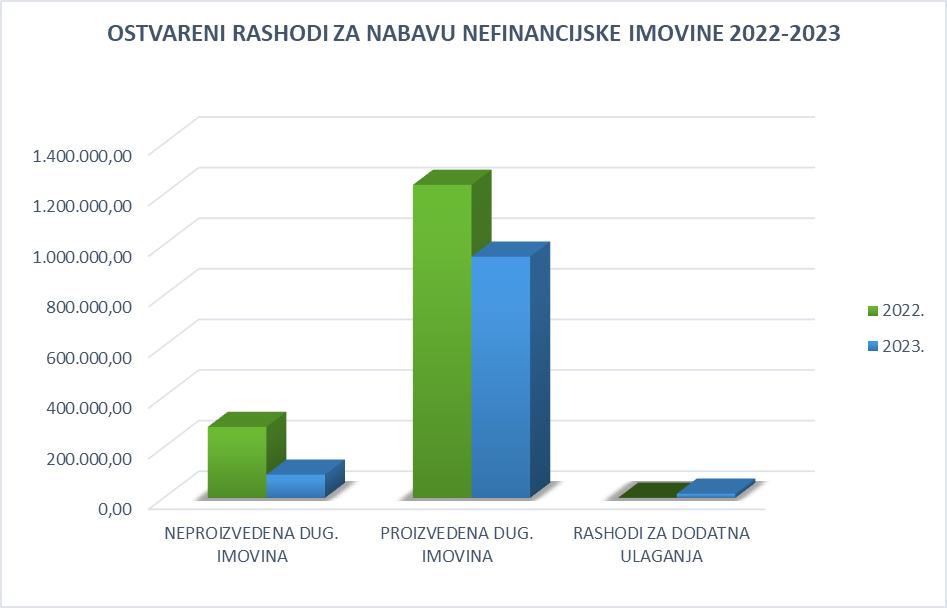 OSTVARENI RASHODI ZA NABAVU NEFINANCIJSKE IMOVINE 2022-2023
1.400.000,00
1.200.000,00
1.000.000,00
800.000,00
600.000,00
400.000,00
200.000,00
0,00
NEPROIZVEDENA DUG.
IMOVINA
PROIZVEDENA DUG.
IMOVINA
RASHODI ZA DODATNA
ULAGANJA
2022.
2023.